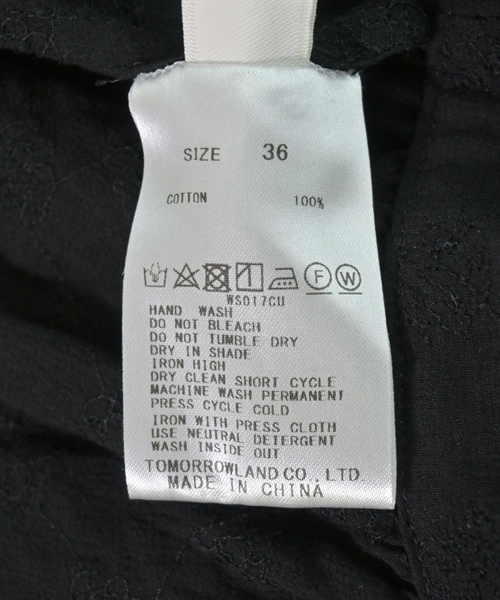 SIZE 36
COTTON 100%
F W
WS017CU
HAND WASH
DO NOT BLEACH
DO NOT TUMBLE DRY
DRY IN SHADE
IRON HIGH
DRY CLEAN SHORT CYCLE
MACHINE WASH PERMANENT
PRESS CYCLE COLD
IRON WITH PRESS CLOTH
USE NEUTRAL DETERGENT
WASH INSIDE OUT
TOMORROWLAND CO., LTD.
MADE IN CHINA